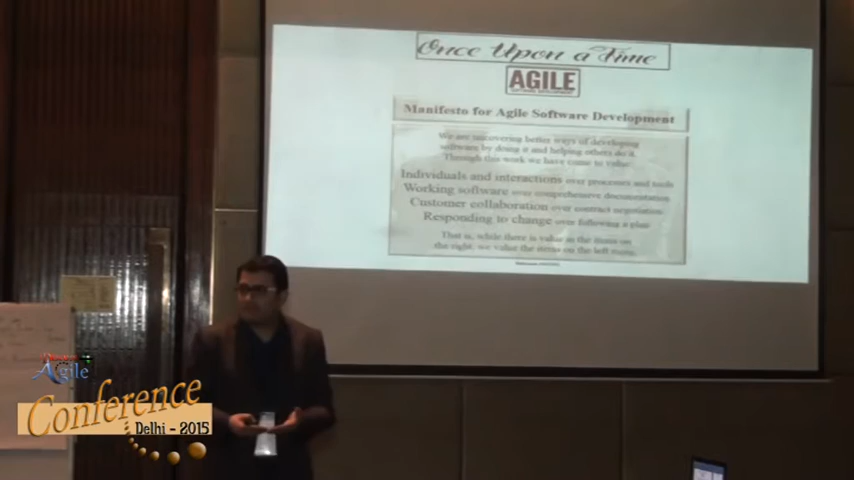 Once Upon a Time
AGILE
Manifesto for Agile Software Development
We are uncovering better ways of developing
software by doing it and helping others do it.
Through this work we have come to value:
Individuals and interactions over processes and tools
Working software over comprehensive documentation
Customer collaboration over contract negotiation
Responding to change over following a plan
That is, while there is value in the items on
the right, we value the items on the left more.
Agile
Conference
Delhi - 2015